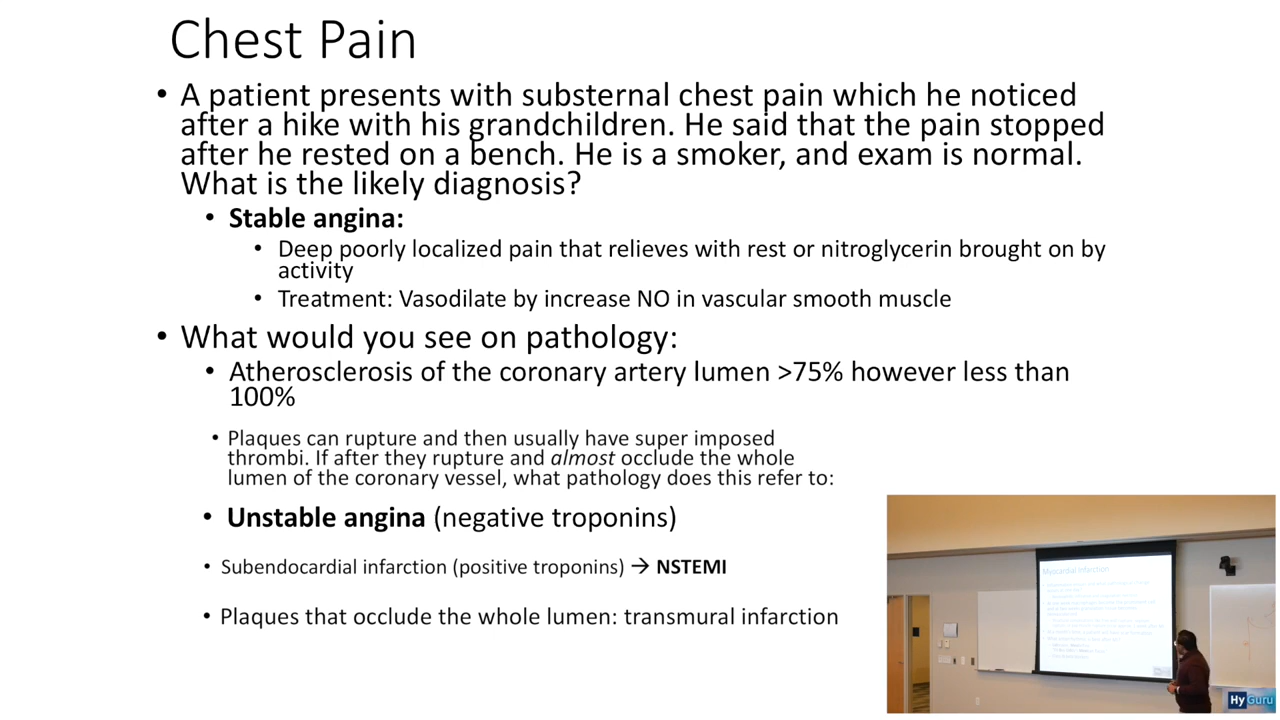 Chest Pain
• A patient presents with substernal chest pain which he noticed
after a hike with his grandchildren. He said that the pain stopped
after he rested on a bench. He is a smoker, and exam is normal.
What is the likely diagnosis?
• Stable angina:
• Deep poorly localized pain that relieves with rest or nitroglycerin brought on by
activity
• Treatment: Vasodilate by increase NO in vascular smooth muscle
• What would you see on pathology:
• Atherosclerosis of the coronary artery lumen >75% however less than
100%
• Plaques can rupture and then usually have super imposed
thrombi. If after they rupture and almost occlude the whole
lumen of the coronary vessel, what pathology does this refer to:
• Unstable angina (negative troponins)
• Subendocardial infarction (positive troponins) → NSTEMI
• Plaques that occlude the whole lumen: transmural infarction
Myocardial Infarction
HyGuru